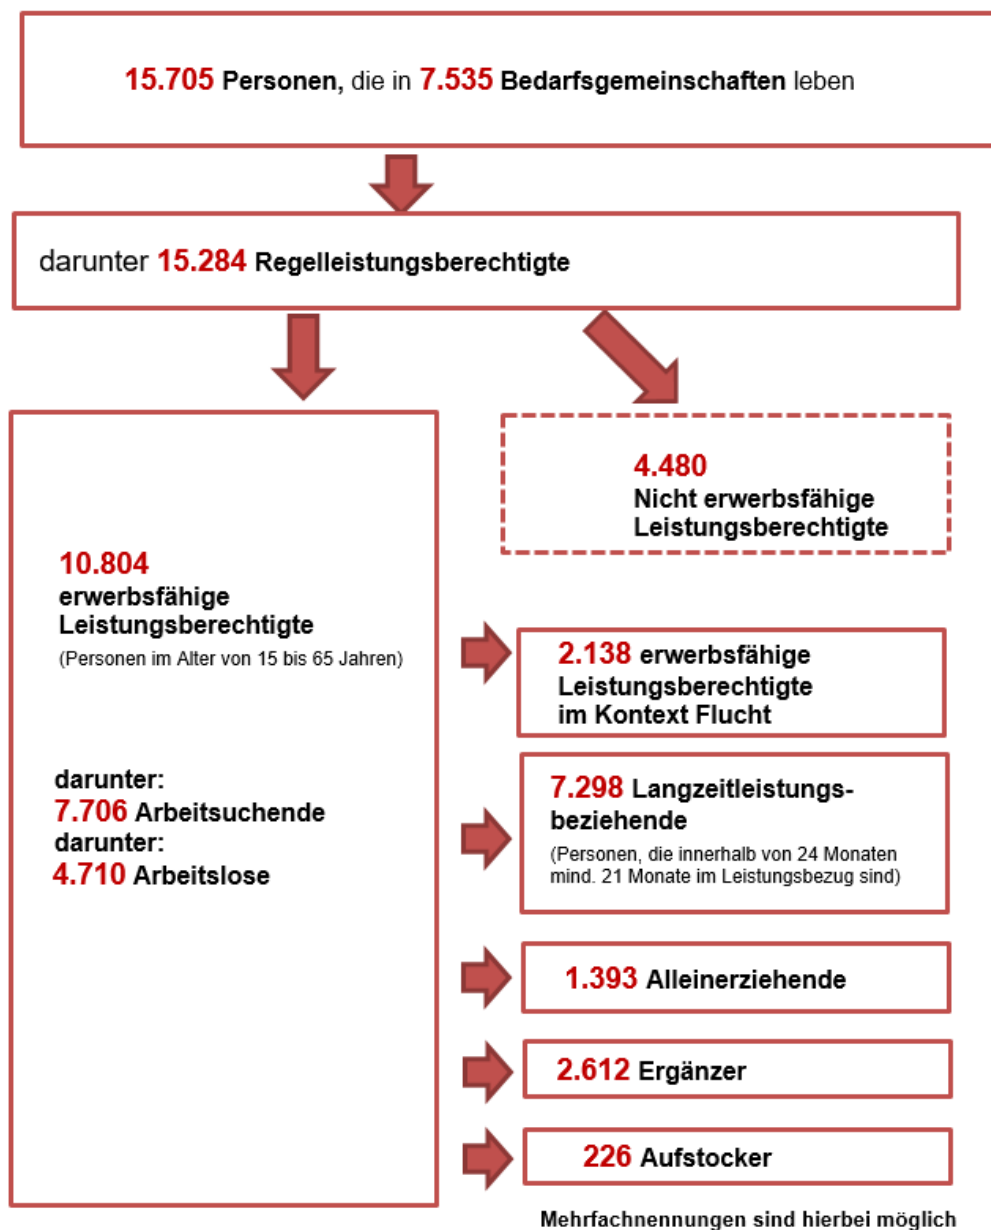 15.705 Personen, die in 7.535 Bedarfsgemeinschaften leben
darunter 15.284 Regelleistungsberechtigte
10.804
erwerbsfähige
Leistungsberechtigte
(Personen im Alter von 15 bis 65 Jahren)
darunter:
7.706 Arbeitsuchende
darunter:
4.710 Arbeitslose
4.480
Nicht erwerbsfähige
Leistungsberechtigte
2.138 erwerbsfähige
Leistungsberechtigte
im Kontext Flucht
7.298 Langzeitleistungs-
beziehende
(Personen, die innerhalb von 24 Monaten
mind. 21 Monate im Leistungsbezug sind)
1.393 Alleinerziehende
2.612 Ergänzer
226 Aufstocker
Mehrfachnennungen sind hierbei möglich